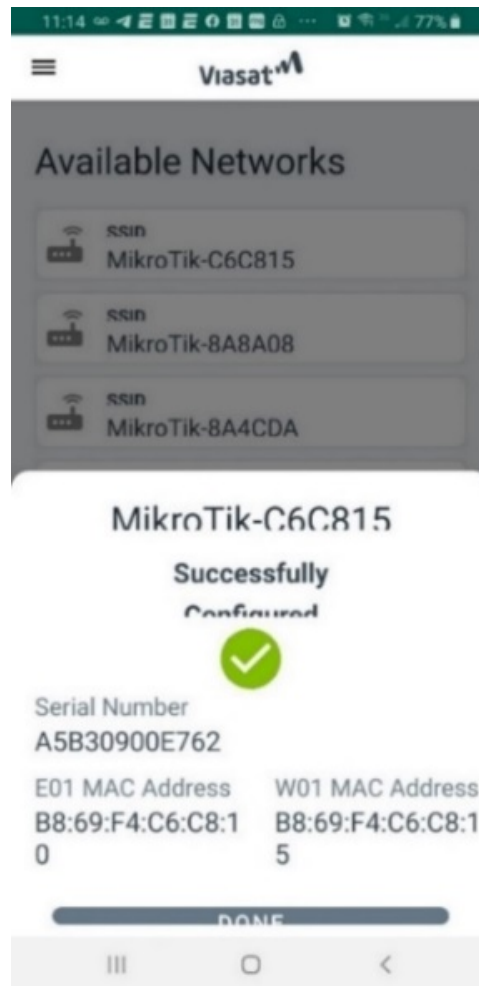 11:14
77%
Viasat
Available Networks
SSID
MikroTik-C6C815
SSID
MikroTik-8A8A08
SSID
MikroTik-8A4CDA
MikroTik-C6C815
Successfully
Configured
Serial Number
A5B30900E762
E01 MAC Address
W01 MAC Address
B8:69:F4:C6:C8:1
0
B8:69:F4:C6:C8:1
5
DONE